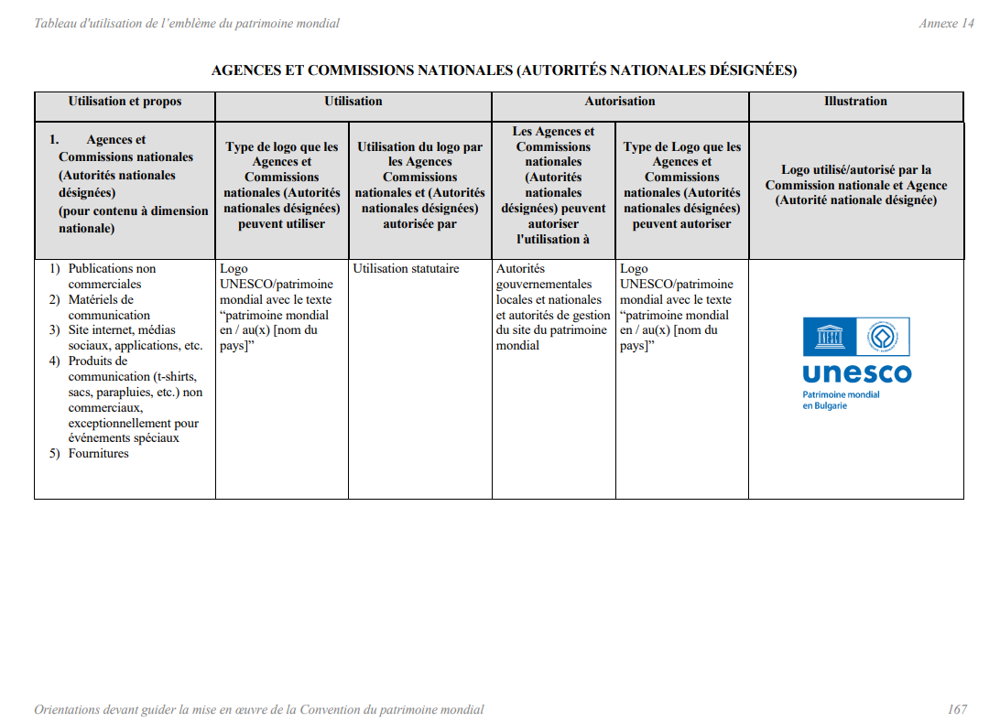 Tableau d'utilisation de l'emblème du patrimoine mondial
Annexe 14
AGENCES ET COMMISSIONS NATIONALES (AUTORITÉS NATIONALES DÉSIGNÉES)
Utilisation et propos
Utilisation
Autorisation
Illustration
1. Agences et
Commissions nationales
(Autorités nationales
désignées)
(pour contenu à dimension
nationale)
Type de logo que les
Agences et
Commissions
nationales (Autorités
nationales désignées)
peuvent utiliser
Utilisation du logo par
les Agences
Commissions
nationales et (Autorités
nationales désignées)
autorisée par
Les Agences et
Commissions
nationales
(Autorités
nationales
désignées) peuvent
autoriser
l'utilisation à
Type de Logo que les
Agences et
Commissions
nationales (Autorités
nationales désignées)
peuvent autoriser
Logo utilisé/autorisé par la
Commission nationale et Agence
(Autorité nationale désignée)
1) Publications non
commerciales
2) Matériels de
communication
3) Site internet, médias
sociaux, applications, etc.
4) Produits de
communication (t-shirts,
sacs, parapluies, etc.) non
commerciaux,
exceptionnellement pour
événements spéciaux
5) Fournitures
Logo
UNESCO/patrimoine
mondial avec le texte
“patrimoine mondial
en / au(x) [nom du
pays]”
Utilisation statutaire
Autorités
gouvernementales
locales et nationales
et autorités de gestion
du site du patrimoine
mondial
Logo
UNESCO/patrimoine
mondial avec le texte
“patrimoine mondial
en / au(x) [nom du
pays]”
unesco
Patrimoine mondial
en Bulgarie
Orientations devant guider la mise en œuvre de la Convention du patrimoine mondial
167